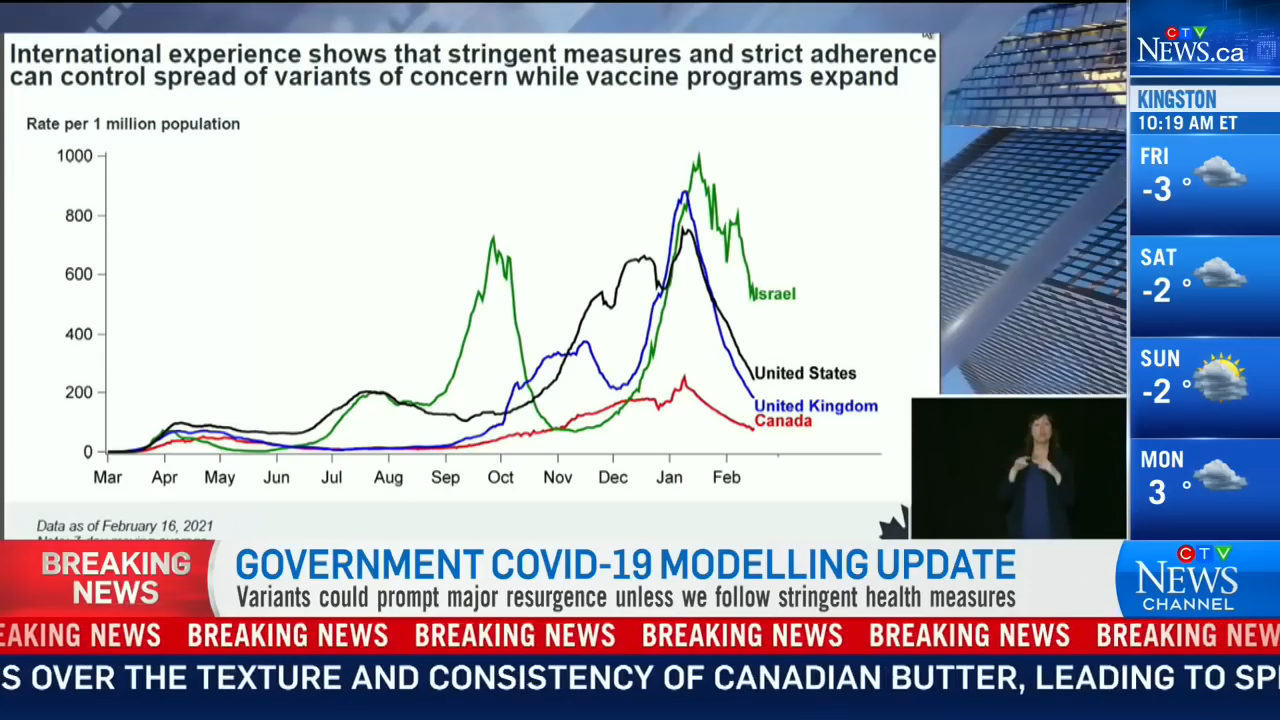 International experience shows that stringent measures and strict adherence
can control spread of variants of concern while vaccine programs expand
Rate per 1 million population
1000
800
600
400
200
0
Mar Apr May Jun Jul Aug Sep Oct Nov Dec Jan Feb
Israel
United States
United Kingdom
Canada
Data as of February 16, 2021
CTV
NEWS.ca
KINGSTON
10:19 AM ET
FRI
-3 °
SAT
-2 °
SUN
-2 °
MON
3 °
BREAKING
NEWS
GOVERNMENT COVID-19 MODELLING UPDATE
Variants could prompt major resurgence unless we follow stringent health measures
CTV
NEWS
CHANNEL
EAKING NEWS BREAKING NEWS BREAKING NEWS BREAKING NEWS BREAKING NEWS BREAKING NEW
S OVER THE TEXTURE AND CONSISTENCY OF CANADIAN BUTTER, LEADING TO SP